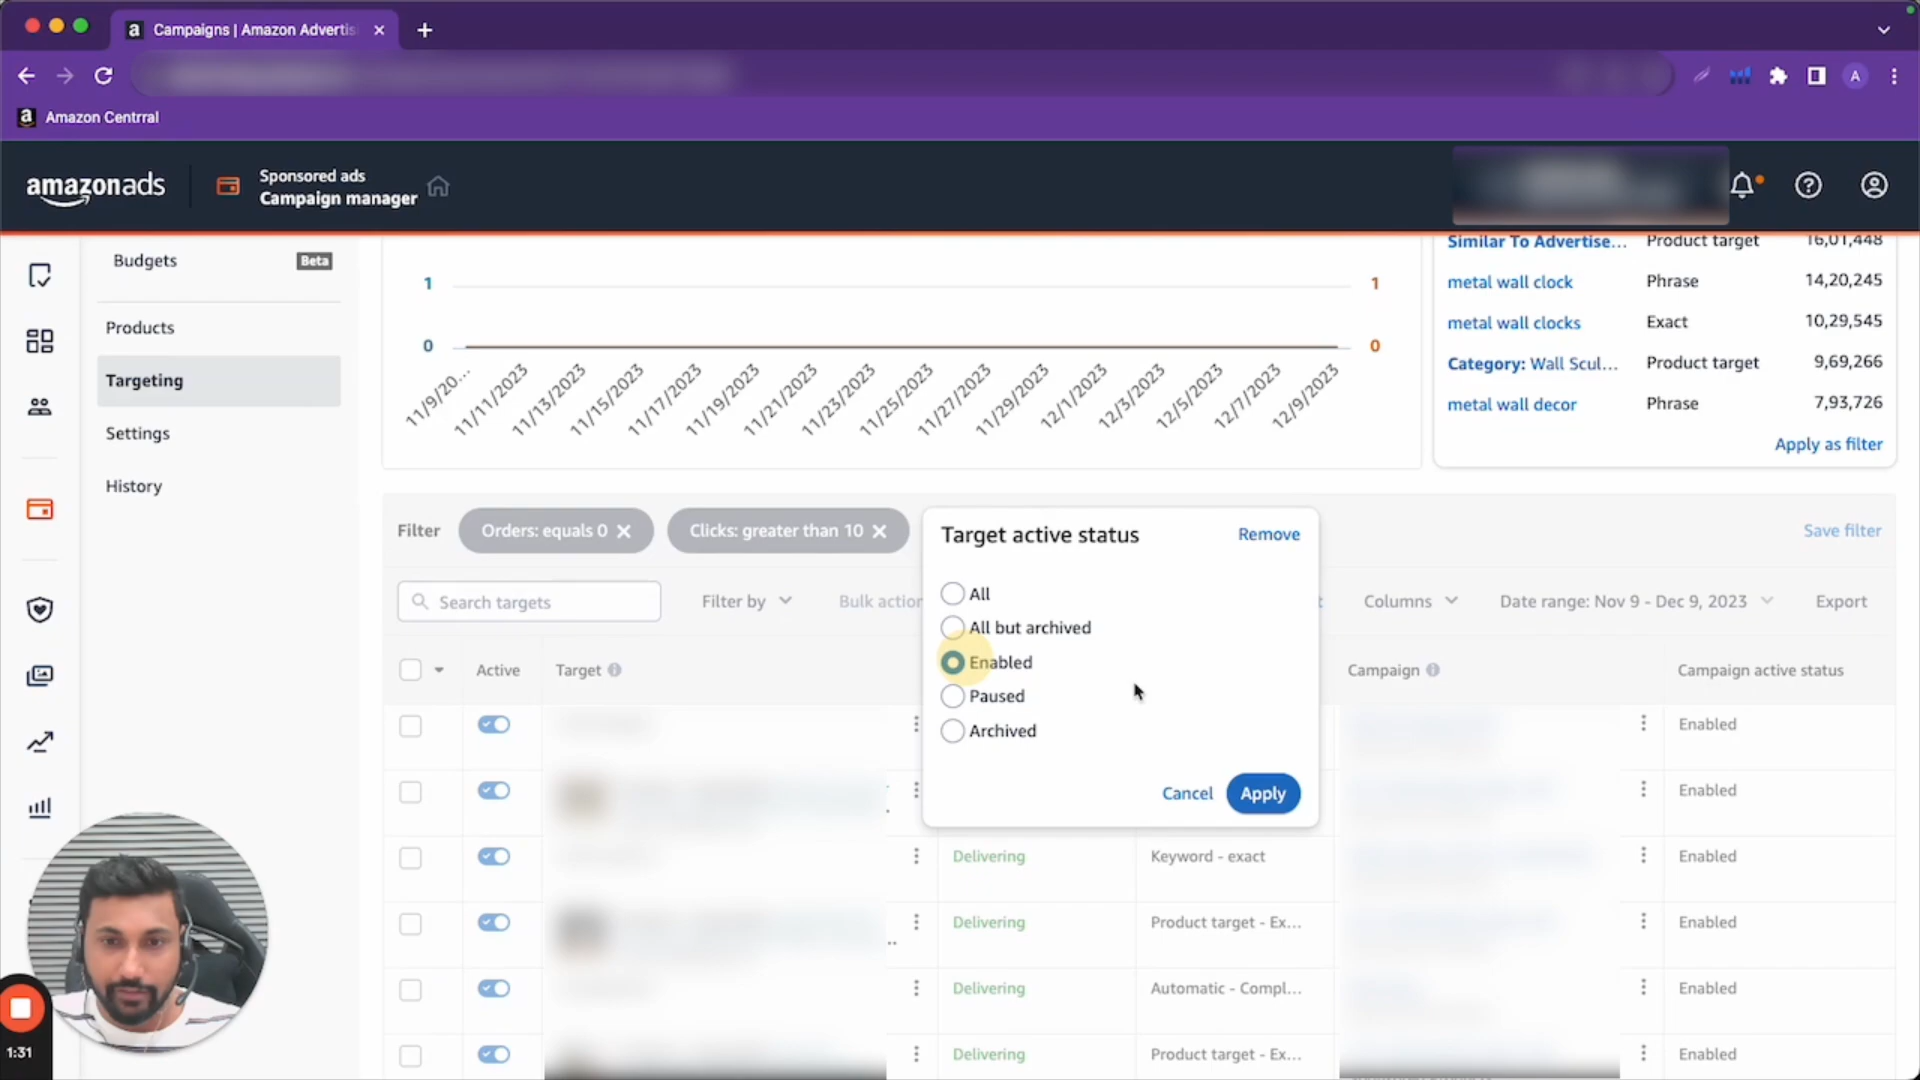 Campaigns | Amazon Advertis
Amazon Centrral
A
amazonads
Sponsored ads
Campaign manager
Budgets
Beta
Products
Targeting
Settings
History
1
0
1
0
11/9/20...
11/11/2023
11/13/2023
11/15/2023
11/17/2023
11/19/2023
11/21/2023
11/23/2023
11/25/2023
11/27/2023
11/29/2023
12/1/2023
12/3/2023
12/5/2023
12/7/2023
12/9/2023
Similar To Advertise... Product target 16,01,448
metal wall clock Phrase 14,20,245
metal wall clocks Exact 10,29,545
Category: Wall Scul... Product target 9,69,266
metal wall decor Phrase 7,93,726
Apply as filter
Filter Orders: equals 0 Clicks: greater than 10
Save filter
Target active status Remove
All
All but archived
Enabled
Paused
Archived
Cancel Apply
Search targets Filter by Bulk action
Columns Date range: Nov 9 - Dec 9, 2023 Export
Active Target Campaign Campaign active status
Enabled
Enabled
Delivering Keyword - exact Enabled
Delivering Product target - Ex... Enabled
Delivering Automatic - Compl... Enabled
Delivering Product target - Ex... Enabled
1:31